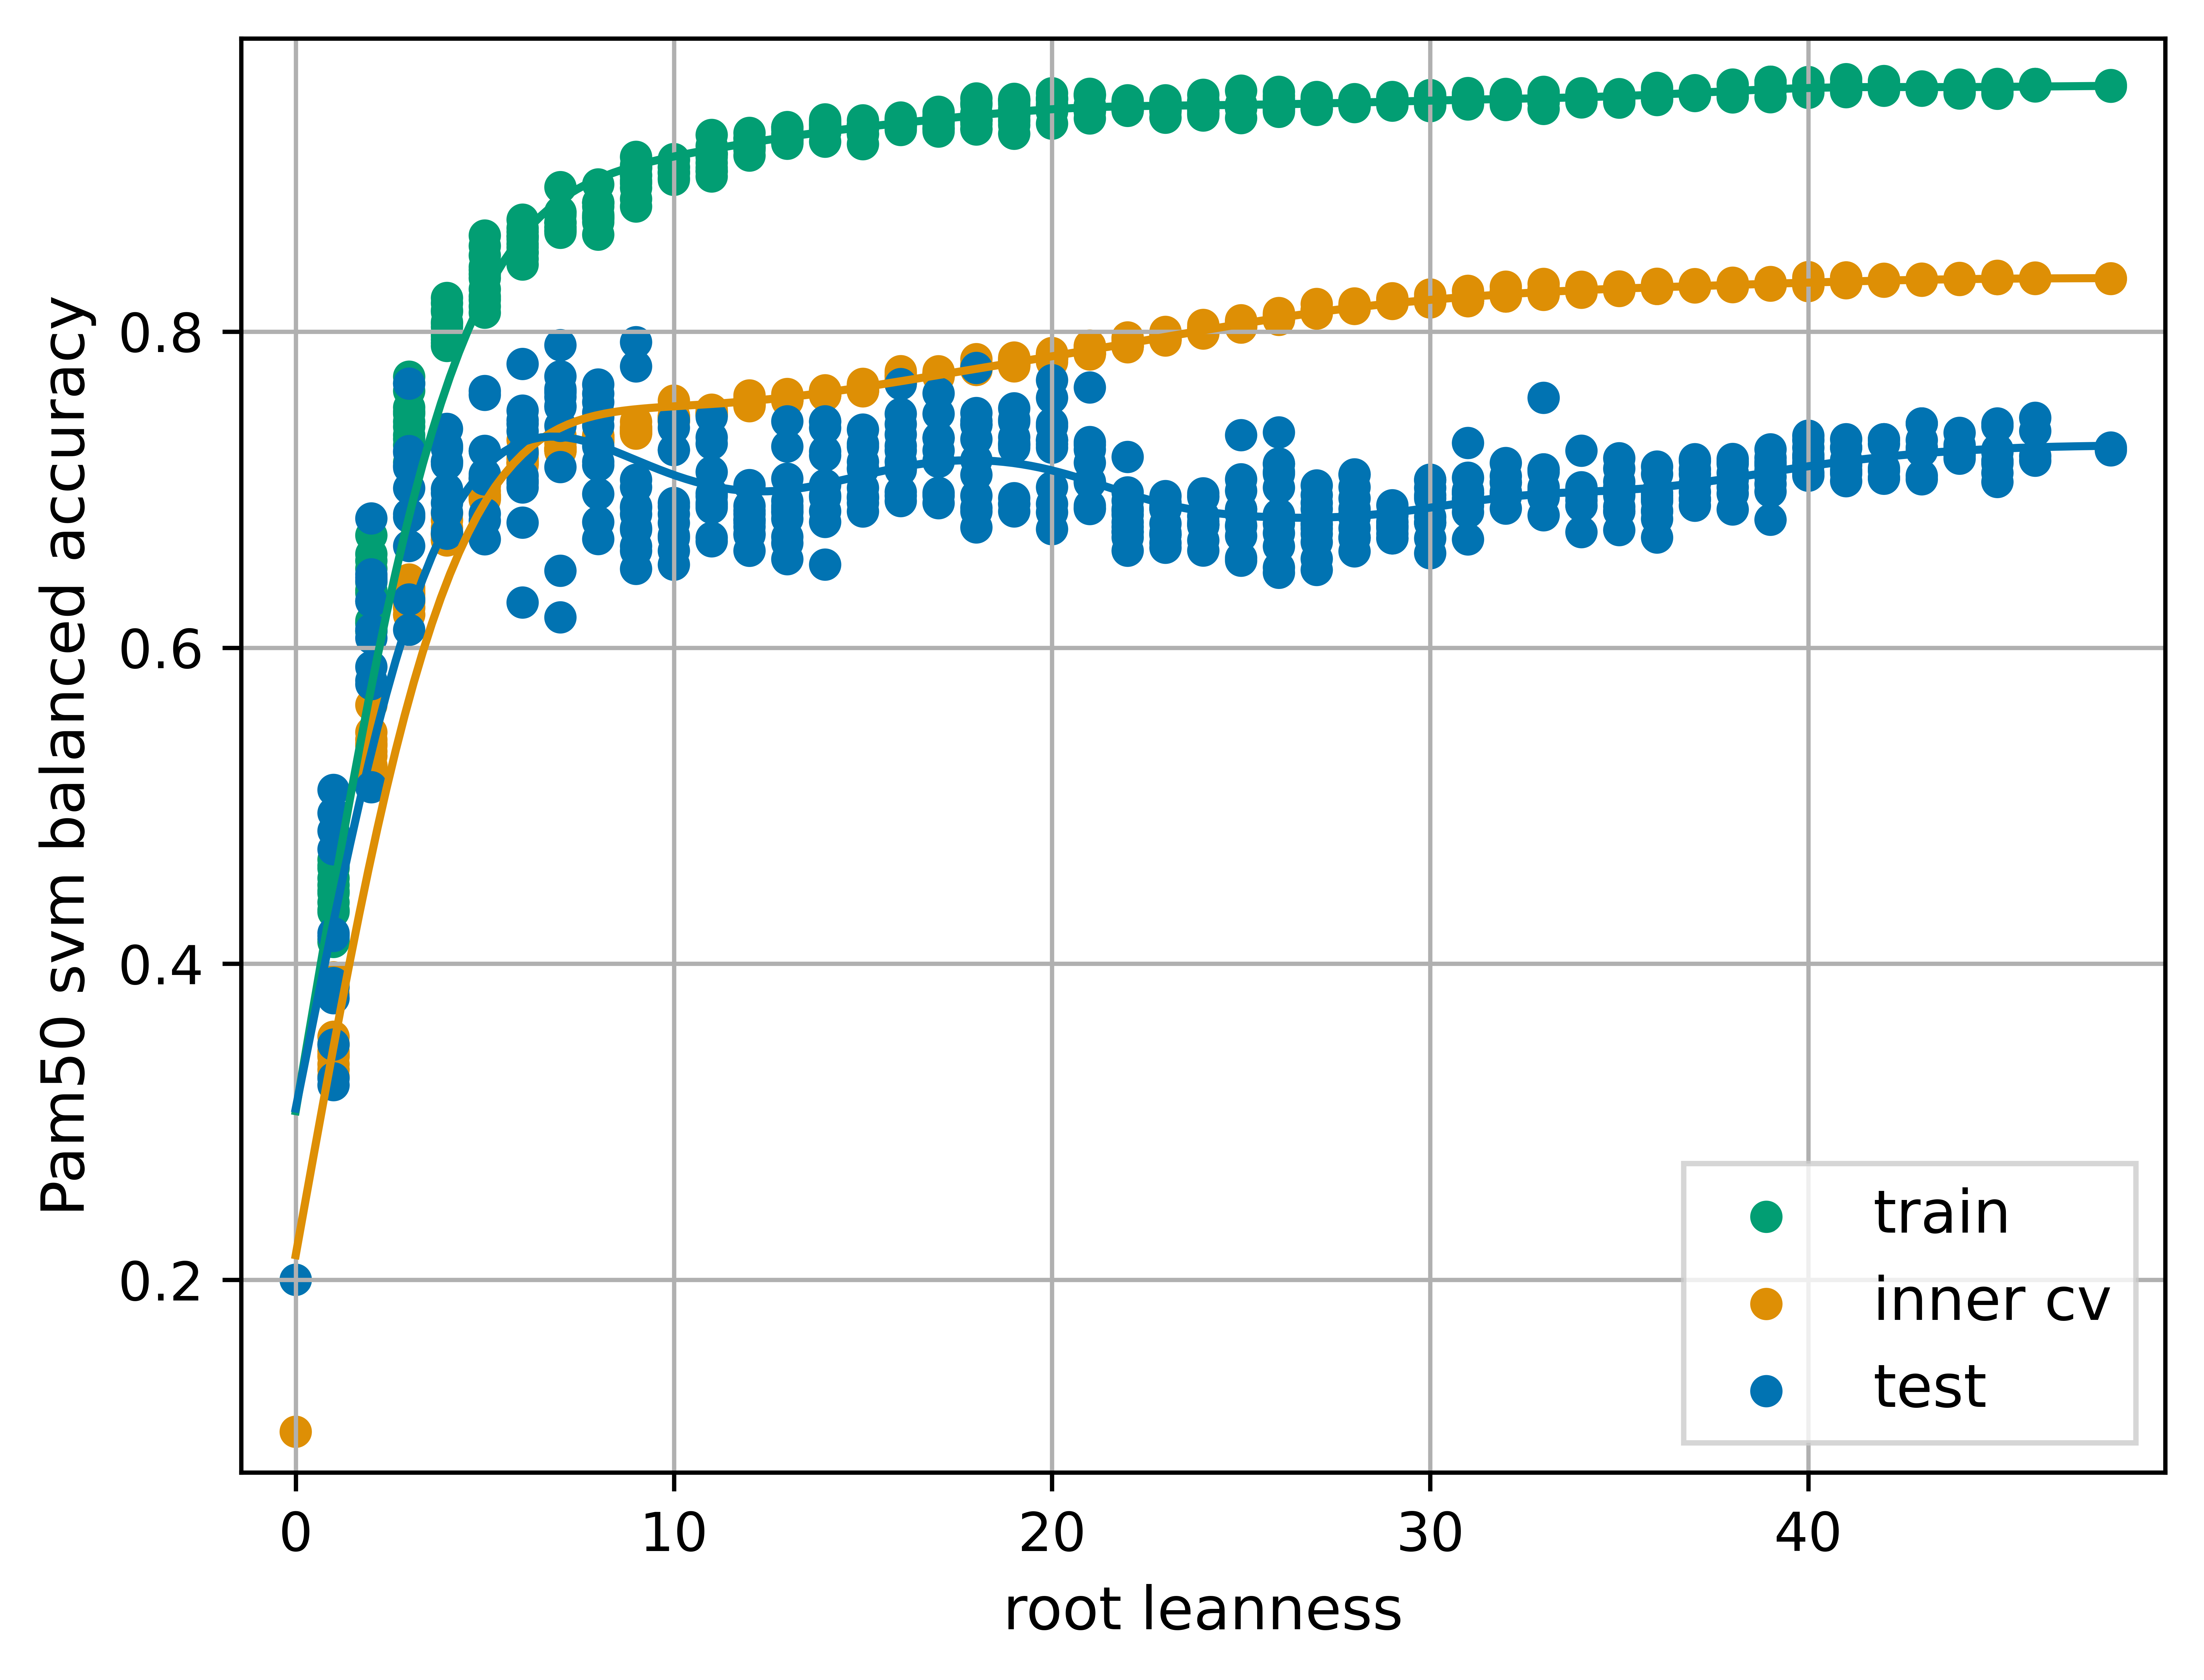 Pam50 svm balanced accuracy
0.8
0.6
0.4
0.2
0 10 20 30 40
root leanness
train
inner cv
test